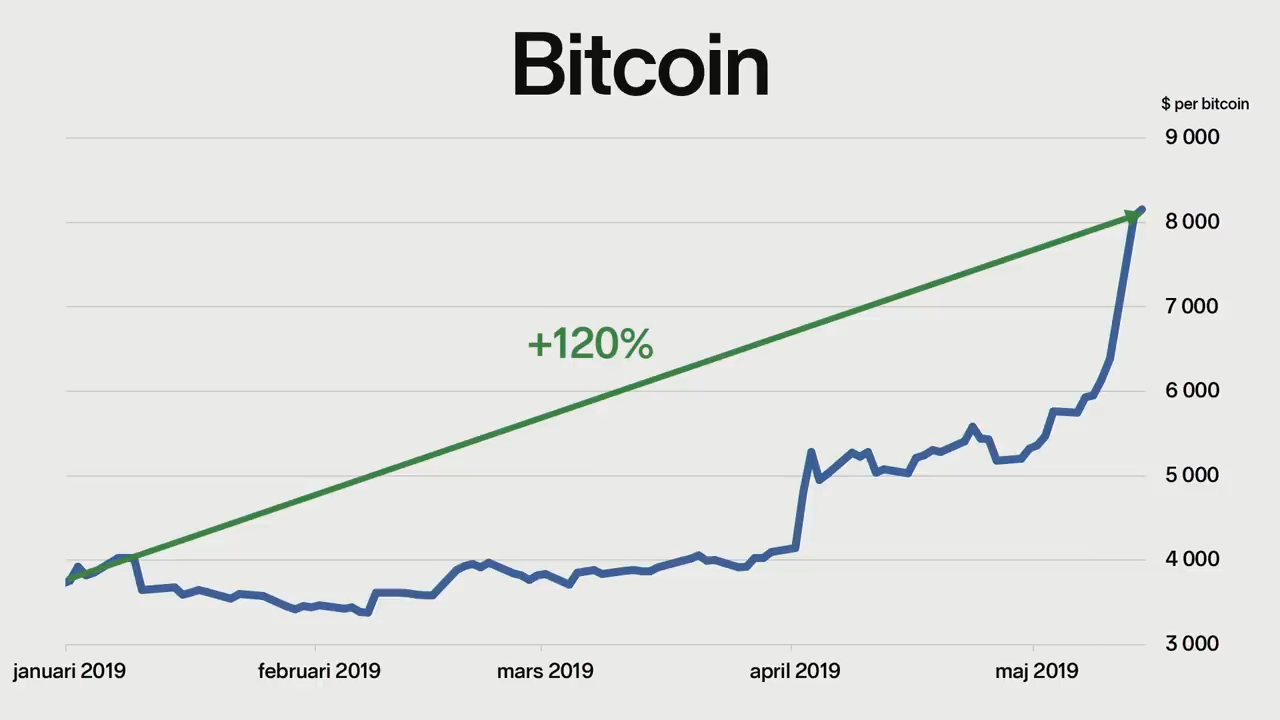 Bitcoin
$ per bitcoin
9 000
8 000
7 000
+120%
6 000
5 000
4 000
3 000
januari 2019
februari 2019
mars 2019
april 2019
maj 2019